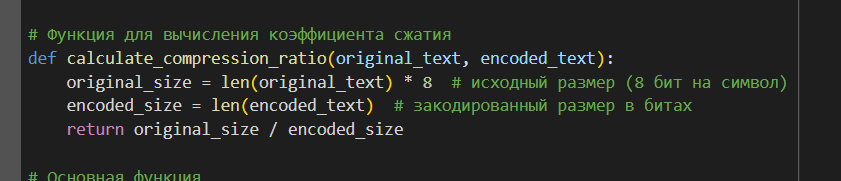 # Функция для вычисления коэффициента сжатия
def calculate_compression_ratio(original_text, encoded_text):
    original_size = len(original_text) * 8  # исходный размер (8 бит на символ)
    encoded_size = len(encoded_text)  # закодированный размер в битах
    return original_size / encoded_size
# Основная функция